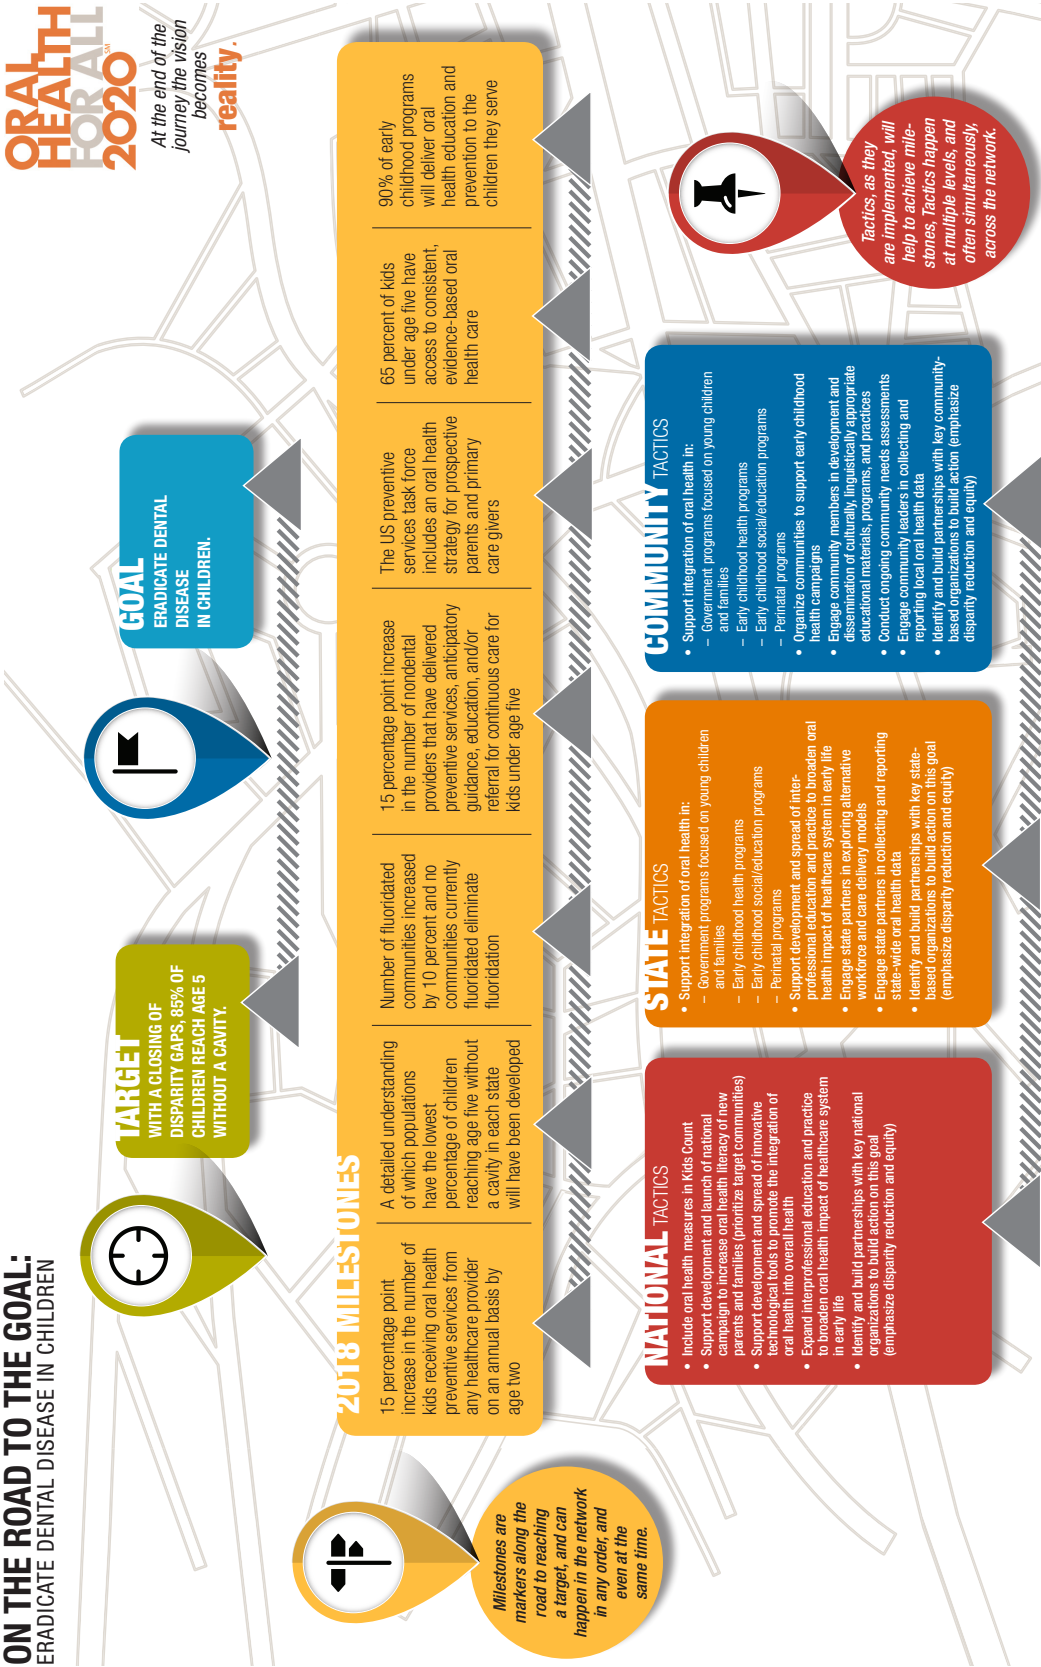 ON THE ROAD TO THE GOAL:
ERADICATE DENTAL DISEASE IN CHILDREN
ORAL
HEALTH
FOR ALL
2020 SM
At the end of the
journey the vision
becomes
reality.
TARGET
WITH A CLOSING OF
DISPARITY GAPS, 85% OF
CHILDREN REACH AGE 5
WITHOUT A CAVITY.
GOAL
ERADICATE DENTAL
DISEASE
IN CHILDREN.
Milestones are
markers along the
road to reaching
a target, and can
happen in the network
in any order, and
even at the
same time.
2018 MILESTONES
15 percentage point
increase in the number of
kids receiving oral health
preventive services from
any healthcare provider
on an annual basis by
age two
A detailed understanding
of which populations
have the lowest
percentage of children
reaching age five without
a cavity in each state
will have been developed
Number of fluoridated
communities increased
by 10 percent and no
communities currently
fluoridated eliminate
fluoridation
15 percentage point increase
in the number of nondental
providers that have delivered
preventive services, anticipatory
guidance, education, and/or
referral for continuous care for
kids under age five
The US preventive
services task force
includes an oral health
strategy for prospective
parents and primary
care givers
65 percent of kids
under age five have
access to consistent,
evidence-based oral
health care
90% of early
childhood programs
will deliver oral
health education and
prevention to the
children they serve
NATIONAL TACTICS
• Include oral health measures in Kids Count
• Support development and launch of national
campaign to increase oral health literacy of new
parents and families (prioritize target communities)
• Support development and spread of innovative
technological tools to promote the integration of
oral health into overall health
• Expand interprofessional education and practice
to broaden oral health impact of healthcare system
in early life
• Identify and build partnerships with key national
organizations to build action on this goal
(emphasize disparity reduction and equity)
STATE TACTICS
• Support integration of oral health in:
– Government programs focused on young children
and families
– Early childhood health programs
– Early childhood social/education programs
– Perinatal programs
• Support development and spread of inter-
professional education and practice to broaden oral
health impact of healthcare system in early life
• Engage state partners in exploring alternative
workforce and care delivery models
• Engage state partners in collecting and reporting
state-wide oral health data
• Identify and build partnerships with key state-
based organizations to build action on this goal
(emphasize disparity reduction and equity)
COMMUNITY TACTICS
• Support integration of oral health in:
– Government programs focused on young children
and families
– Early childhood health programs
– Early childhood social/education programs
– Perinatal programs
• Organize communities to support early childhood
health campaigns
• Engage community members in development and
dissemination of culturally, linguistically appropriate
educational materials, programs, and practices
• Conduct ongoing community needs assessments
• Engage community leaders in collecting and
reporting local oral health data
• Identify and build partnerships with key community-
based organizations to build action (emphasize
disparity reduction and equity)
Tactics, as they
are implemented, will
help to achieve mile-
stones, Tactics happen
at multiple levels, and
often simultaneously,
across the network.